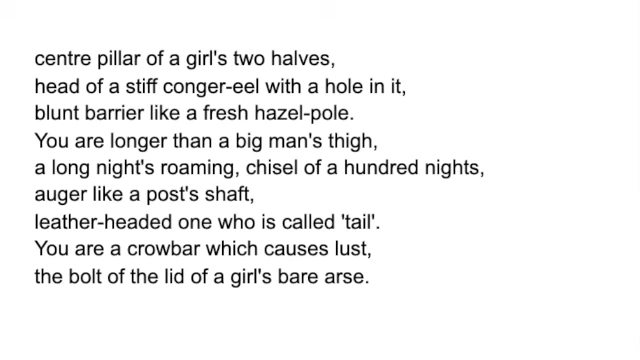 centre pillar of a girl's two halves,
head of a stiff conger-eel with a hole in it,
blunt barrier like a fresh hazel-pole.
You are longer than a big man's thigh,
a long night's roaming, chisel of a hundred nights,
auger like a post's shaft,
leather-headed one who is called 'tail'.
You are a crowbar which causes lust,
the bolt of the lid of a girl's bare arse.